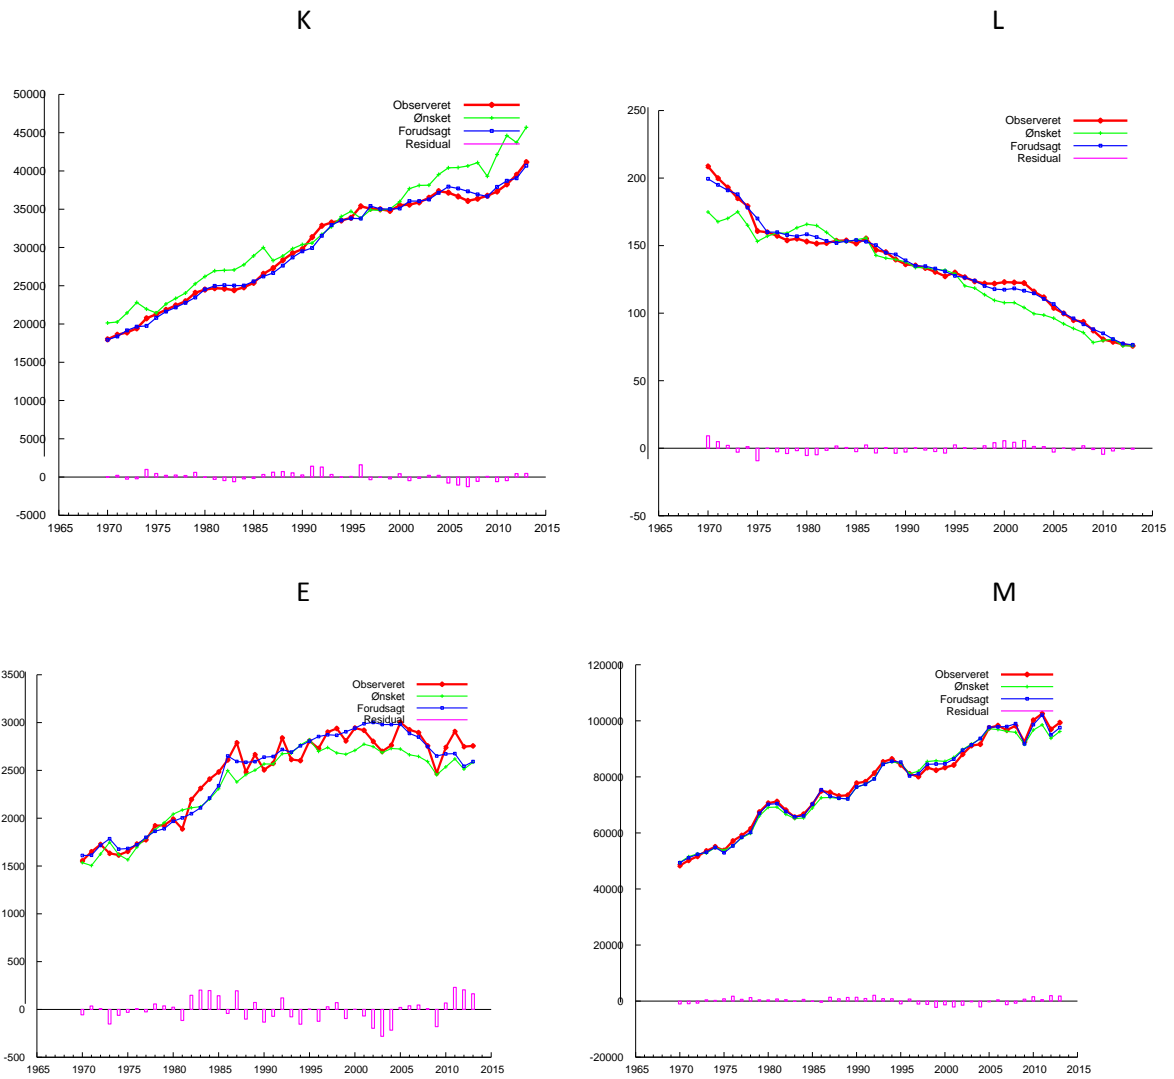 K
50000
45000
40000
35000
30000
25000
20000
15000
10000
5000
0
-5000
1965 1970 1975 1980 1985 1990 1995 2000 2005 2010 2015
Observeret
Ønsket
Forudsagt
Residual
L
250
200
150
100
50
0
-50
1965 1970 1975 1980 1985 1990 1995 2000 2005 2010 2015
Observeret
Ønsket
Forudsagt
Residual
E
3500
3000
2500
2000
1500
1000
500
0
-500
1965 1970 1975 1980 1985 1990 1995 2000 2005 2010 2015
Observeret
Ønsket
Forudsagt
Residual
M
120000
100000
80000
60000
40000
20000
0
-20000
1965 1970 1975 1980 1985 1990 1995 2000 2005 2010 2015
Observeret
Ønsket
Forudsagt
Residual